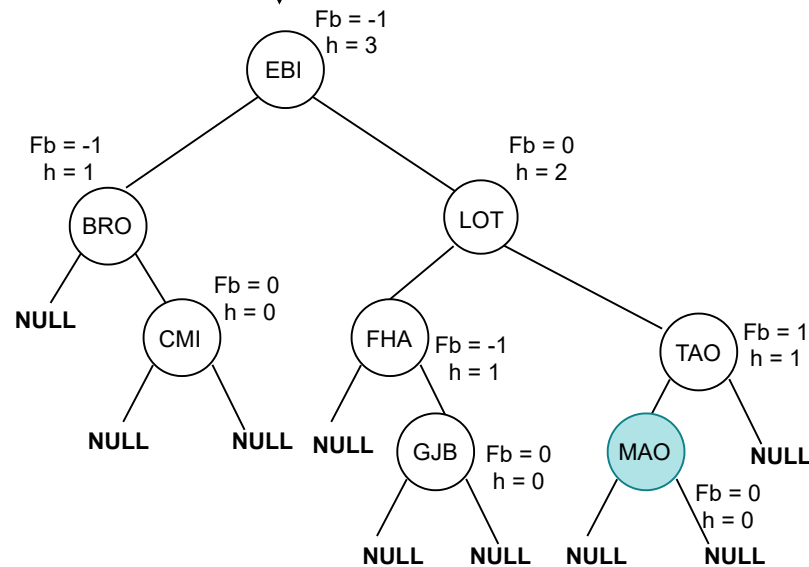 Fb = -1
h = 3
EBI
Fb = -1
h = 1
BRO
Fb = 0
h = 2
LOT
NULL
Fb = 0
h = 0
CMI
FHA
Fb = -1
h = 1
Fb = 1
h = 1
TAO
NULL
NULL
NULL
GJB
Fb = 0
h = 0
MAO
NULL
Fb = 0
h = 0
NULL
NULL
NULL
NULL